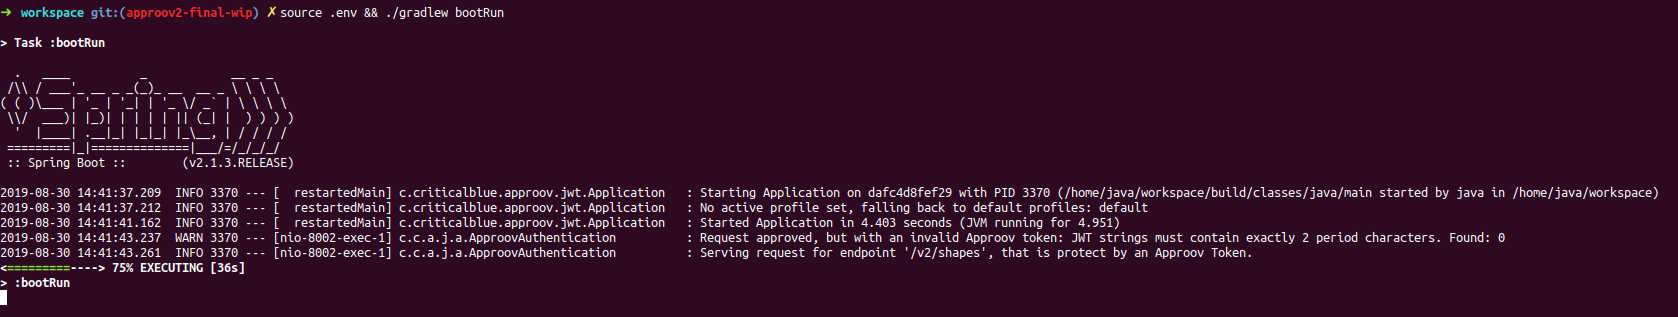 ➜  workspace git:(approov2-final-wip) ✗ source .env && ./gradlew bootRun
> Task :bootRun
  .   ____          _            __ _ _
 /\\ / ___'_ __ _ _(_)_ __  __ _ \ \ \ \
( ( )\___ | '_ | '_| | '_ \/ _` | \ \ \ \
 \\/  ___)| |_)| | | | | || (_| |  ) ) ) )
  '  |____| .__|_| |_|_| |_\__, | / / / /
 =========|_|==============|___/=/_/_/_/
 :: Spring Boot ::        (v2.1.3.RELEASE)
2019-08-30 14:41:37.209  INFO 3370 --- [  restartedMain] c.criticalblue.approov.jwt.Application   : Starting Application on dafc4d8fef29 with PID 3370 (/home/java/workspace/build/classes/java/main started by java in /home/java/workspace)
2019-08-30 14:41:37.212  INFO 3370 --- [  restartedMain] c.criticalblue.approov.jwt.Application   : No active profile set, falling back to default profiles: default
2019-08-30 14:41:41.162  INFO 3370 --- [  restartedMain] c.criticalblue.approov.jwt.Application   : Started Application in 4.403 seconds (JVM running for 4.951)
2019-08-30 14:41:43.237  WARN 3370 --- [nio-8002-exec-1] c.c.a.j.a.ApproovAuthentication          : Request approved, but with an invalid Approov token: JWT strings must contain exactly 2 period characters. Found: 0
2019-08-30 14:41:43.261  INFO 3370 --- [nio-8002-exec-1] c.c.a.j.a.ApproovAuthentication          : Serving request for endpoint '/v2/shapes', that is protect by an Approov Token.
<=========----> 75% EXECUTING [36s]
> :bootRun